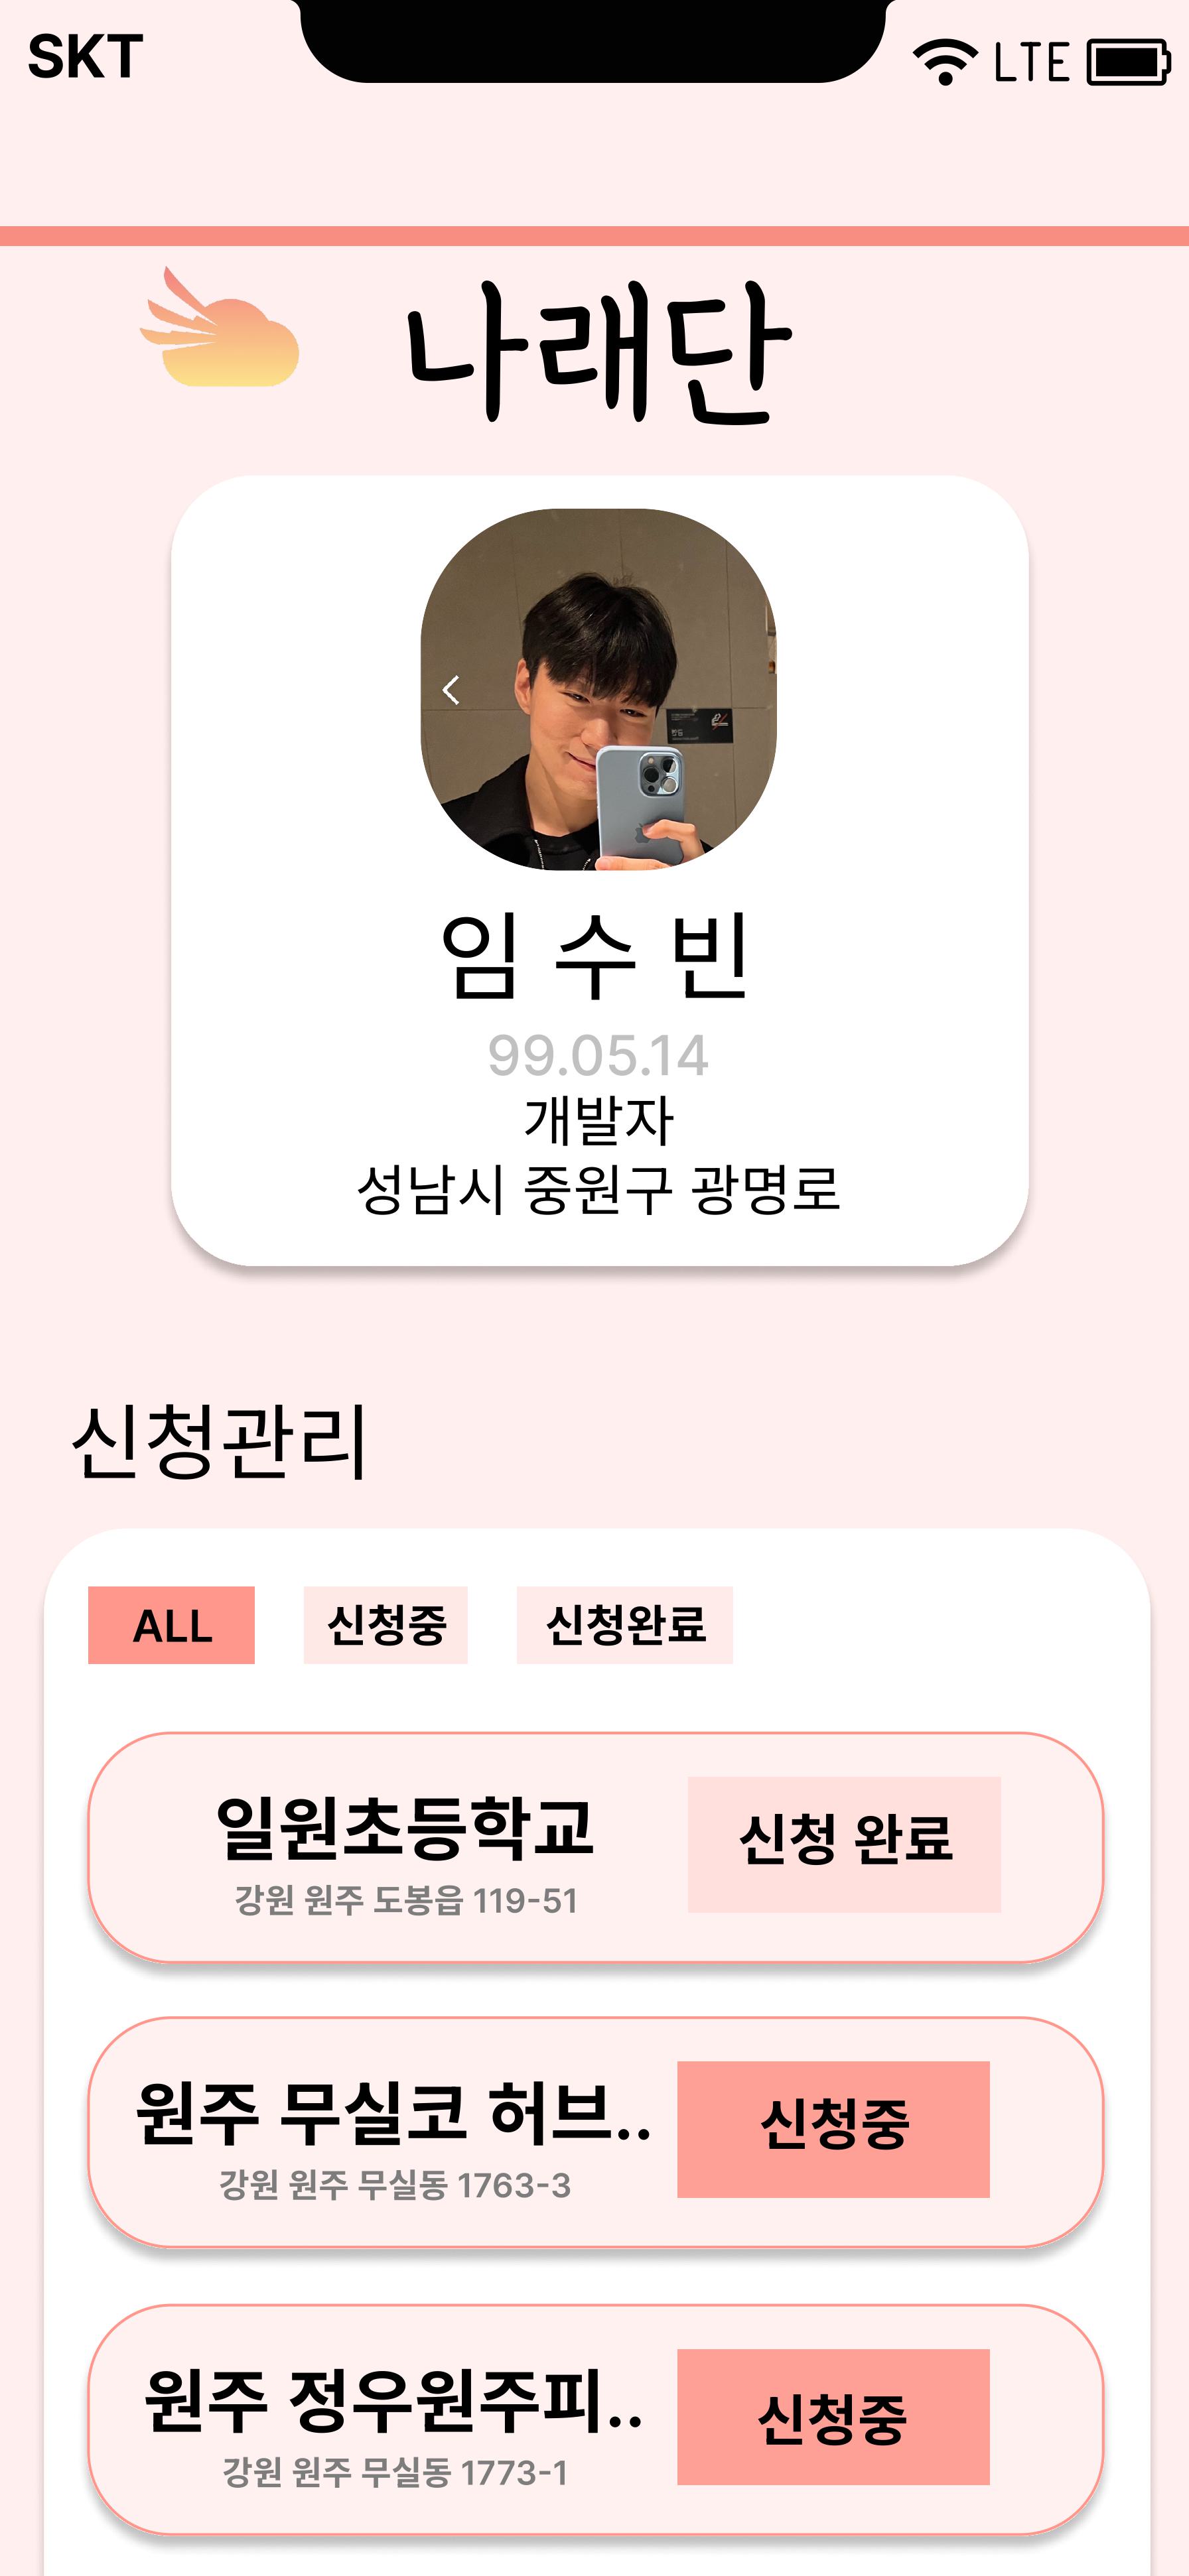 SKT
LTE
나래단
임 수 빈
99.05.14
개발자
성남시 중원구 광명로
신청관리
ALL 신청중 신청완료
일원초등학교
신청 완료
강원 원주 도봉읍 119-51
원주 무실코 허브..
신청중
강원 원주 무실동 1763-3
원주 정우원주피..
신청중
강원 원주 무실동 1773-1